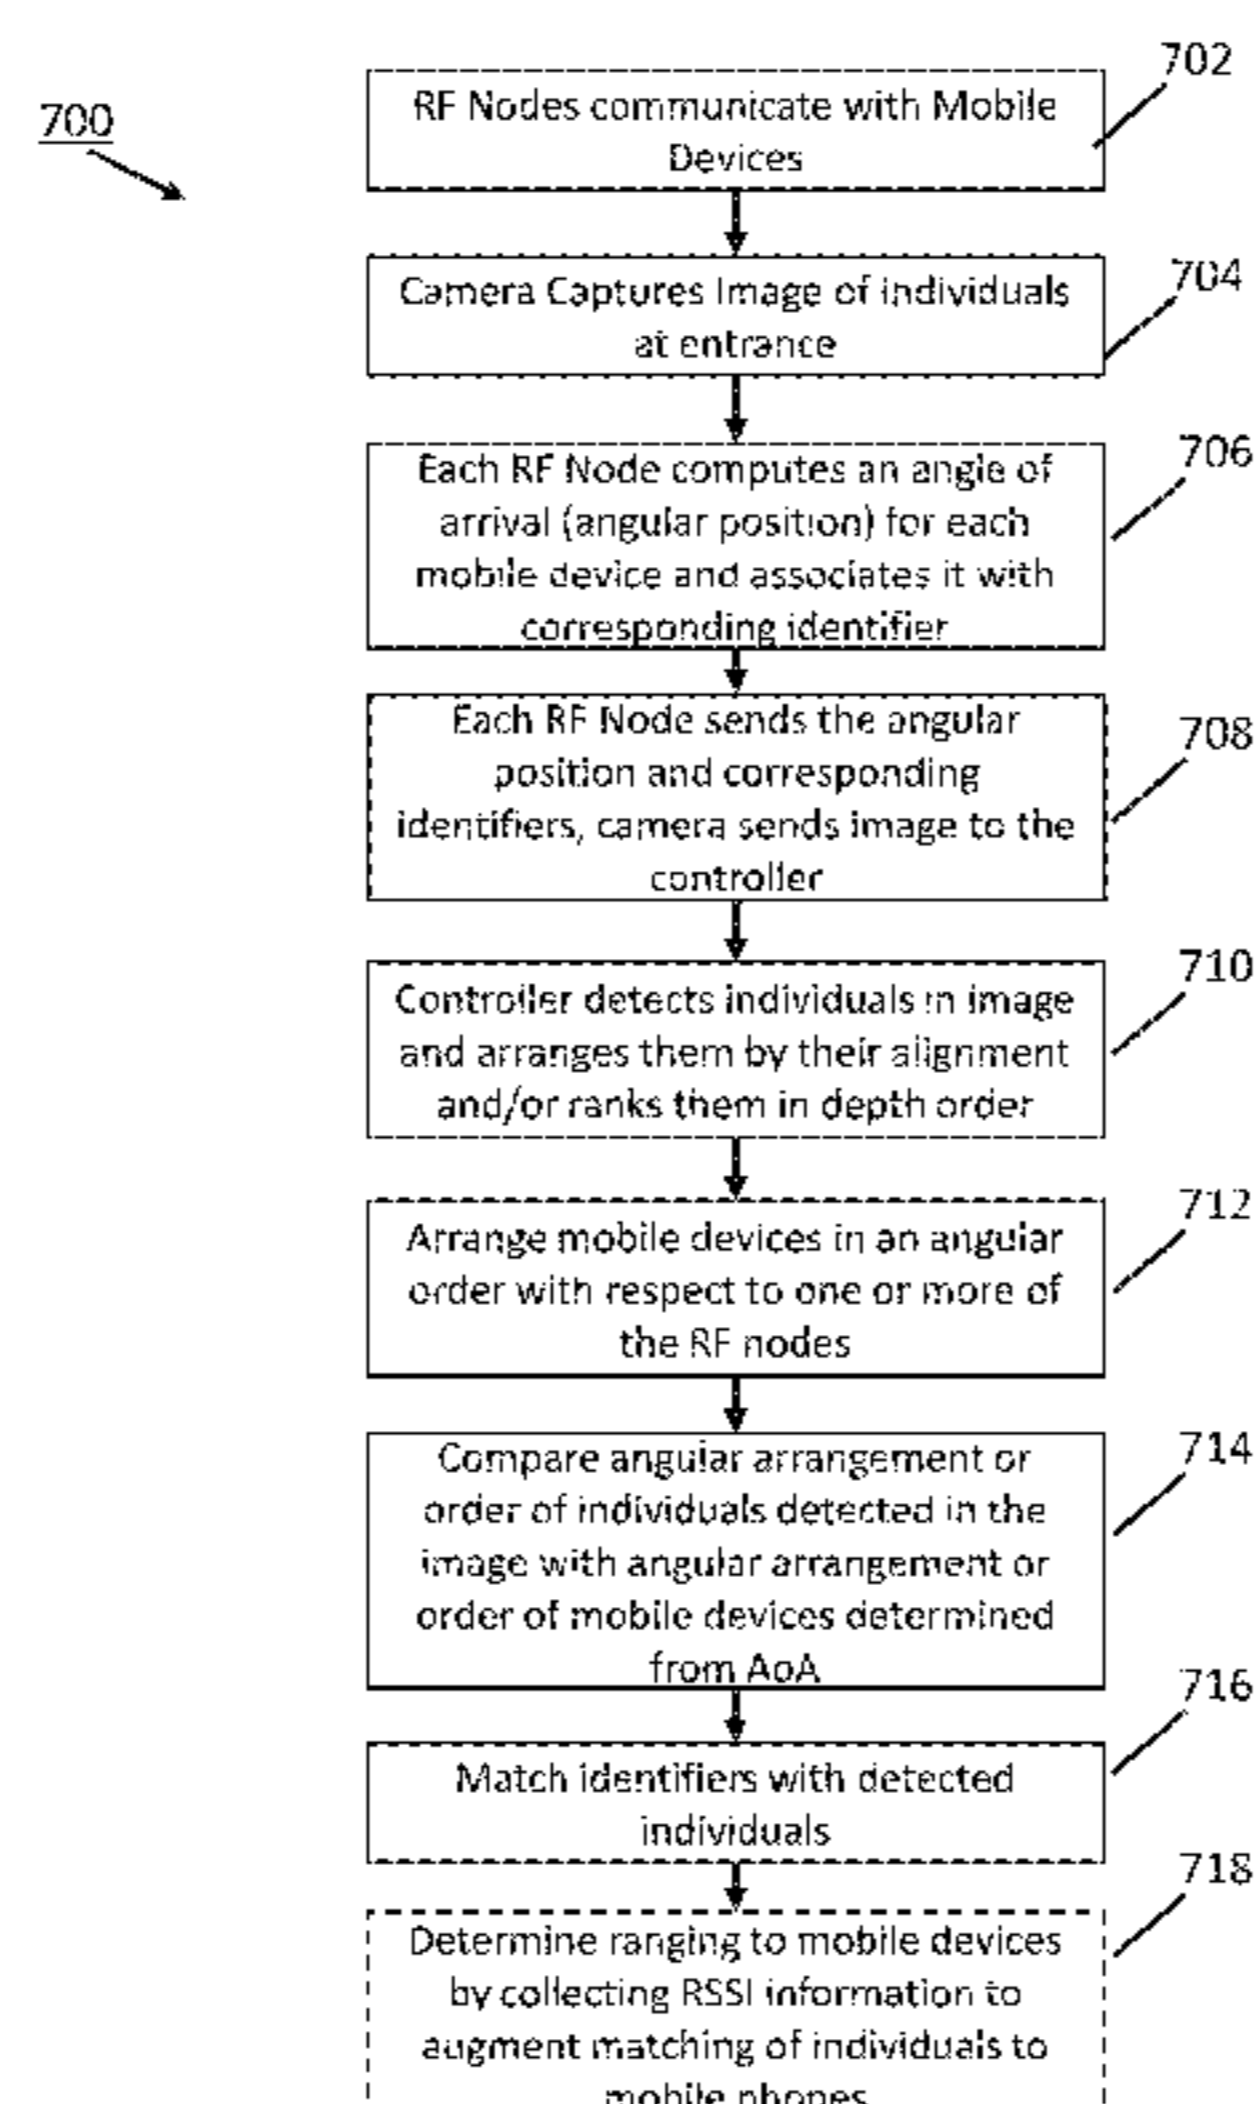 700
702
RF Nodes communicate with Mobile
Devices
704
Camera Captures Image of individuals
at entrance
706
Each RF Node computes an angle of
arrival (angular position) for each
mobile device and associates it with
corresponding identifier
708
Each RF Node sends the angular
position and corresponding
identifiers, camera sends image to the
controller
710
Controller detects individuals in image
and arranges them by their alignment
and/or ranks them in depth order
712
Arrange mobile devices in an angular
order with respect to one or more of
the RF nodes
714
Compare angular arrangement or
order of individuals detected in the
image with angular arrangement or
order of mobile devices determined
from AoA
716
Match identifiers with detected
individuals
718
Determine ranging to mobile devices
by collecting RSSI information to
augment matching of individuals to
mobile phones